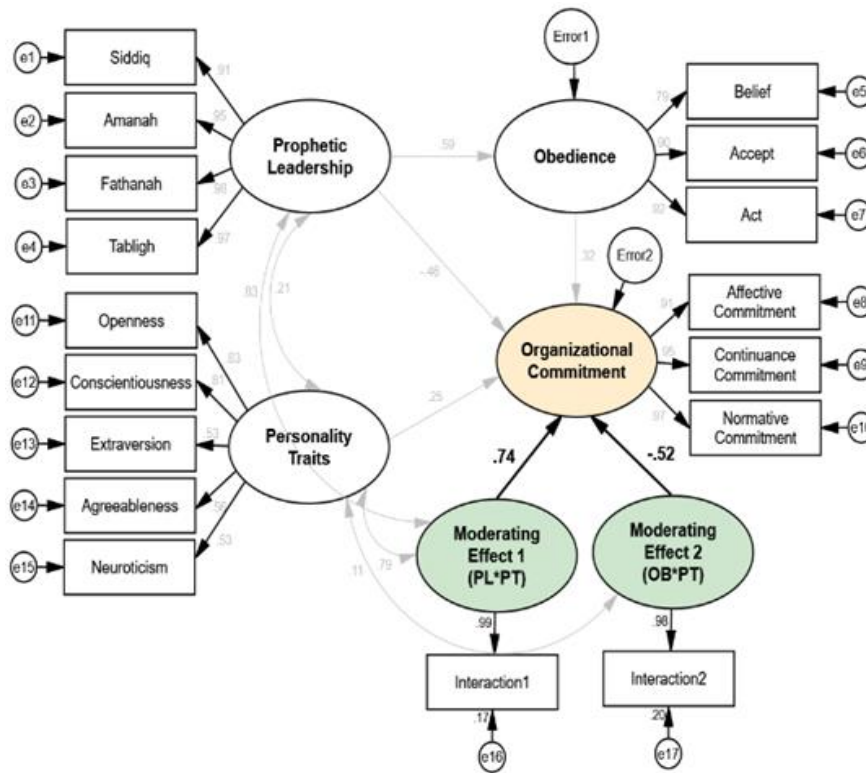 e1
Siddiq
.91
e2
Amanah
.95
e3
Fathanah
.98
e4
Tabligh
.97
Prophetic
Leadership
.59
Error1
Obedience
.79
Belief
e5
.90
Accept
e6
.92
Act
e7
.32
Error2
-.46
.83
.21
e11
Openness
.83
e12
Conscientiousness
.81
e13
Extraversion
.53
e14
Agreeableness
.56
e15
Neuroticism
.53
Personality
Traits
.25
Organizational
Commitment
.91
Affective
Commitment
e8
.95
Continuance
Commitment
e9
.97
Normative
Commitment
e10
.74
-.52
Moderating
Effect 1
(PL*PT)
Moderating
Effect 2
(OB*PT)
.79
.11
.99
.98
Interaction1
Interaction2
.17
.20
e16
e17